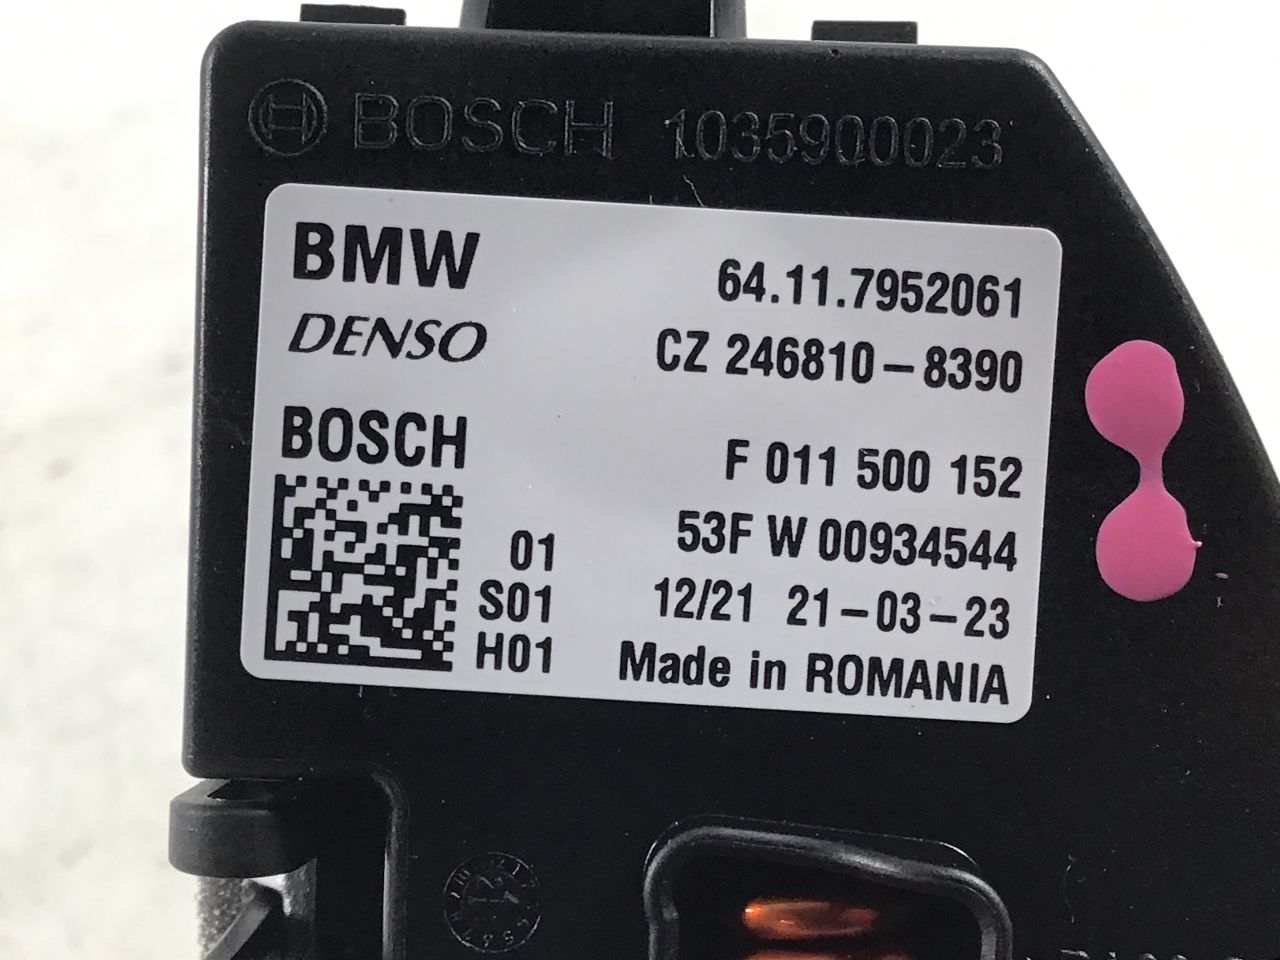 BOSCH 1035900023
BMW 64.11.7952061
DENSO CZ 246810-8390
BOSCH F 011 500 152
01 53F W 00934544
S01 12/21 21-03-23
H01 Made in ROMANIA